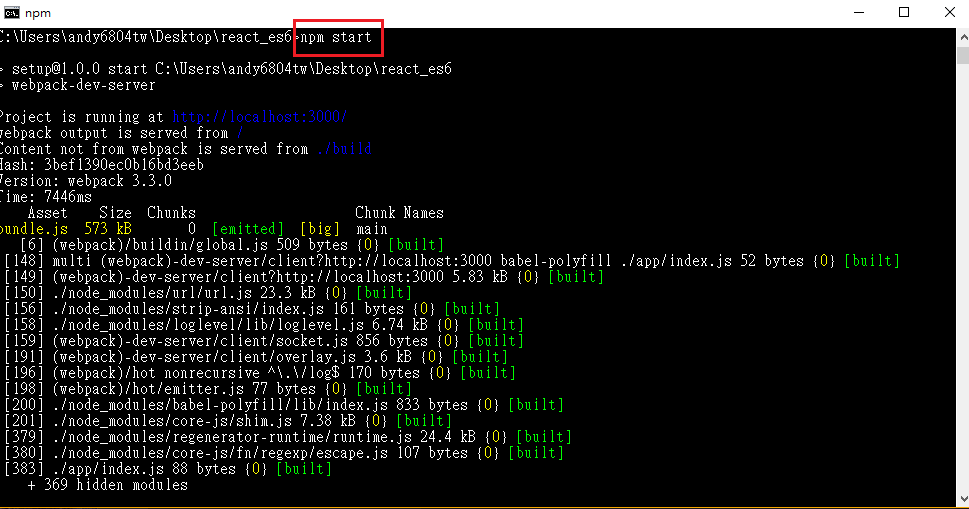 npm
C:\Users\andy6804tw\Desktop\react_es6>npm start
> setup@1.0.0 start C:\Users\andy6804tw\Desktop\react_es6
> webpack-dev-server
Project is running at http://localhost:3000/
webpack output is served from /
Content not from webpack is served from ./build
Hash: 3bef1390ec0b16bd3eeb
Version: webpack 3.3.0
Time: 7446ms
Asset Size Chunks Chunk Names
bundle.js 573 kB 0 [emitted] [big] main
[6] (webpack)/buildin/global.js 509 bytes {0} [built]
[148] multi (webpack)-dev-server/client?http://localhost:3000 babel-polyfill ./app/index.js 52 bytes {0} [built]
[149] (webpack)-dev-server/client?http://localhost:3000 5.83 kB {0} [built]
[150] ./node_modules/url/url.js 23.3 kB {0} [built]
[156] ./node_modules/strip-ansi/index.js 161 bytes {0} [built]
[158] ./node_modules/loglevel/lib/loglevel.js 6.74 kB {0} [built]
[159] (webpack)-dev-server/client/socket.js 856 bytes {0} [built]
[191] (webpack)-dev-server/client/overlay.js 3.6 kB {0} [built]
[196] (webpack)/hot nonrecursive ^\.\/log$ 170 bytes {0} [built]
[198] (webpack)/hot/emitter.js 77 bytes {0} [built]
[200] ./node_modules/babel-polyfill/lib/index.js 833 bytes {0} [built]
[201] ./node_modules/core-js/shim.js 7.38 kB {0} [built]
[379] ./node_modules/regenerator-runtime/runtime.js 24.4 kB {0} [built]
[380] ./node_modules/core-js/fn/regexp/escape.js 107 bytes {0} [built]
[383] ./app/index.js 88 bytes {0} [built]
+ 369 hidden modules